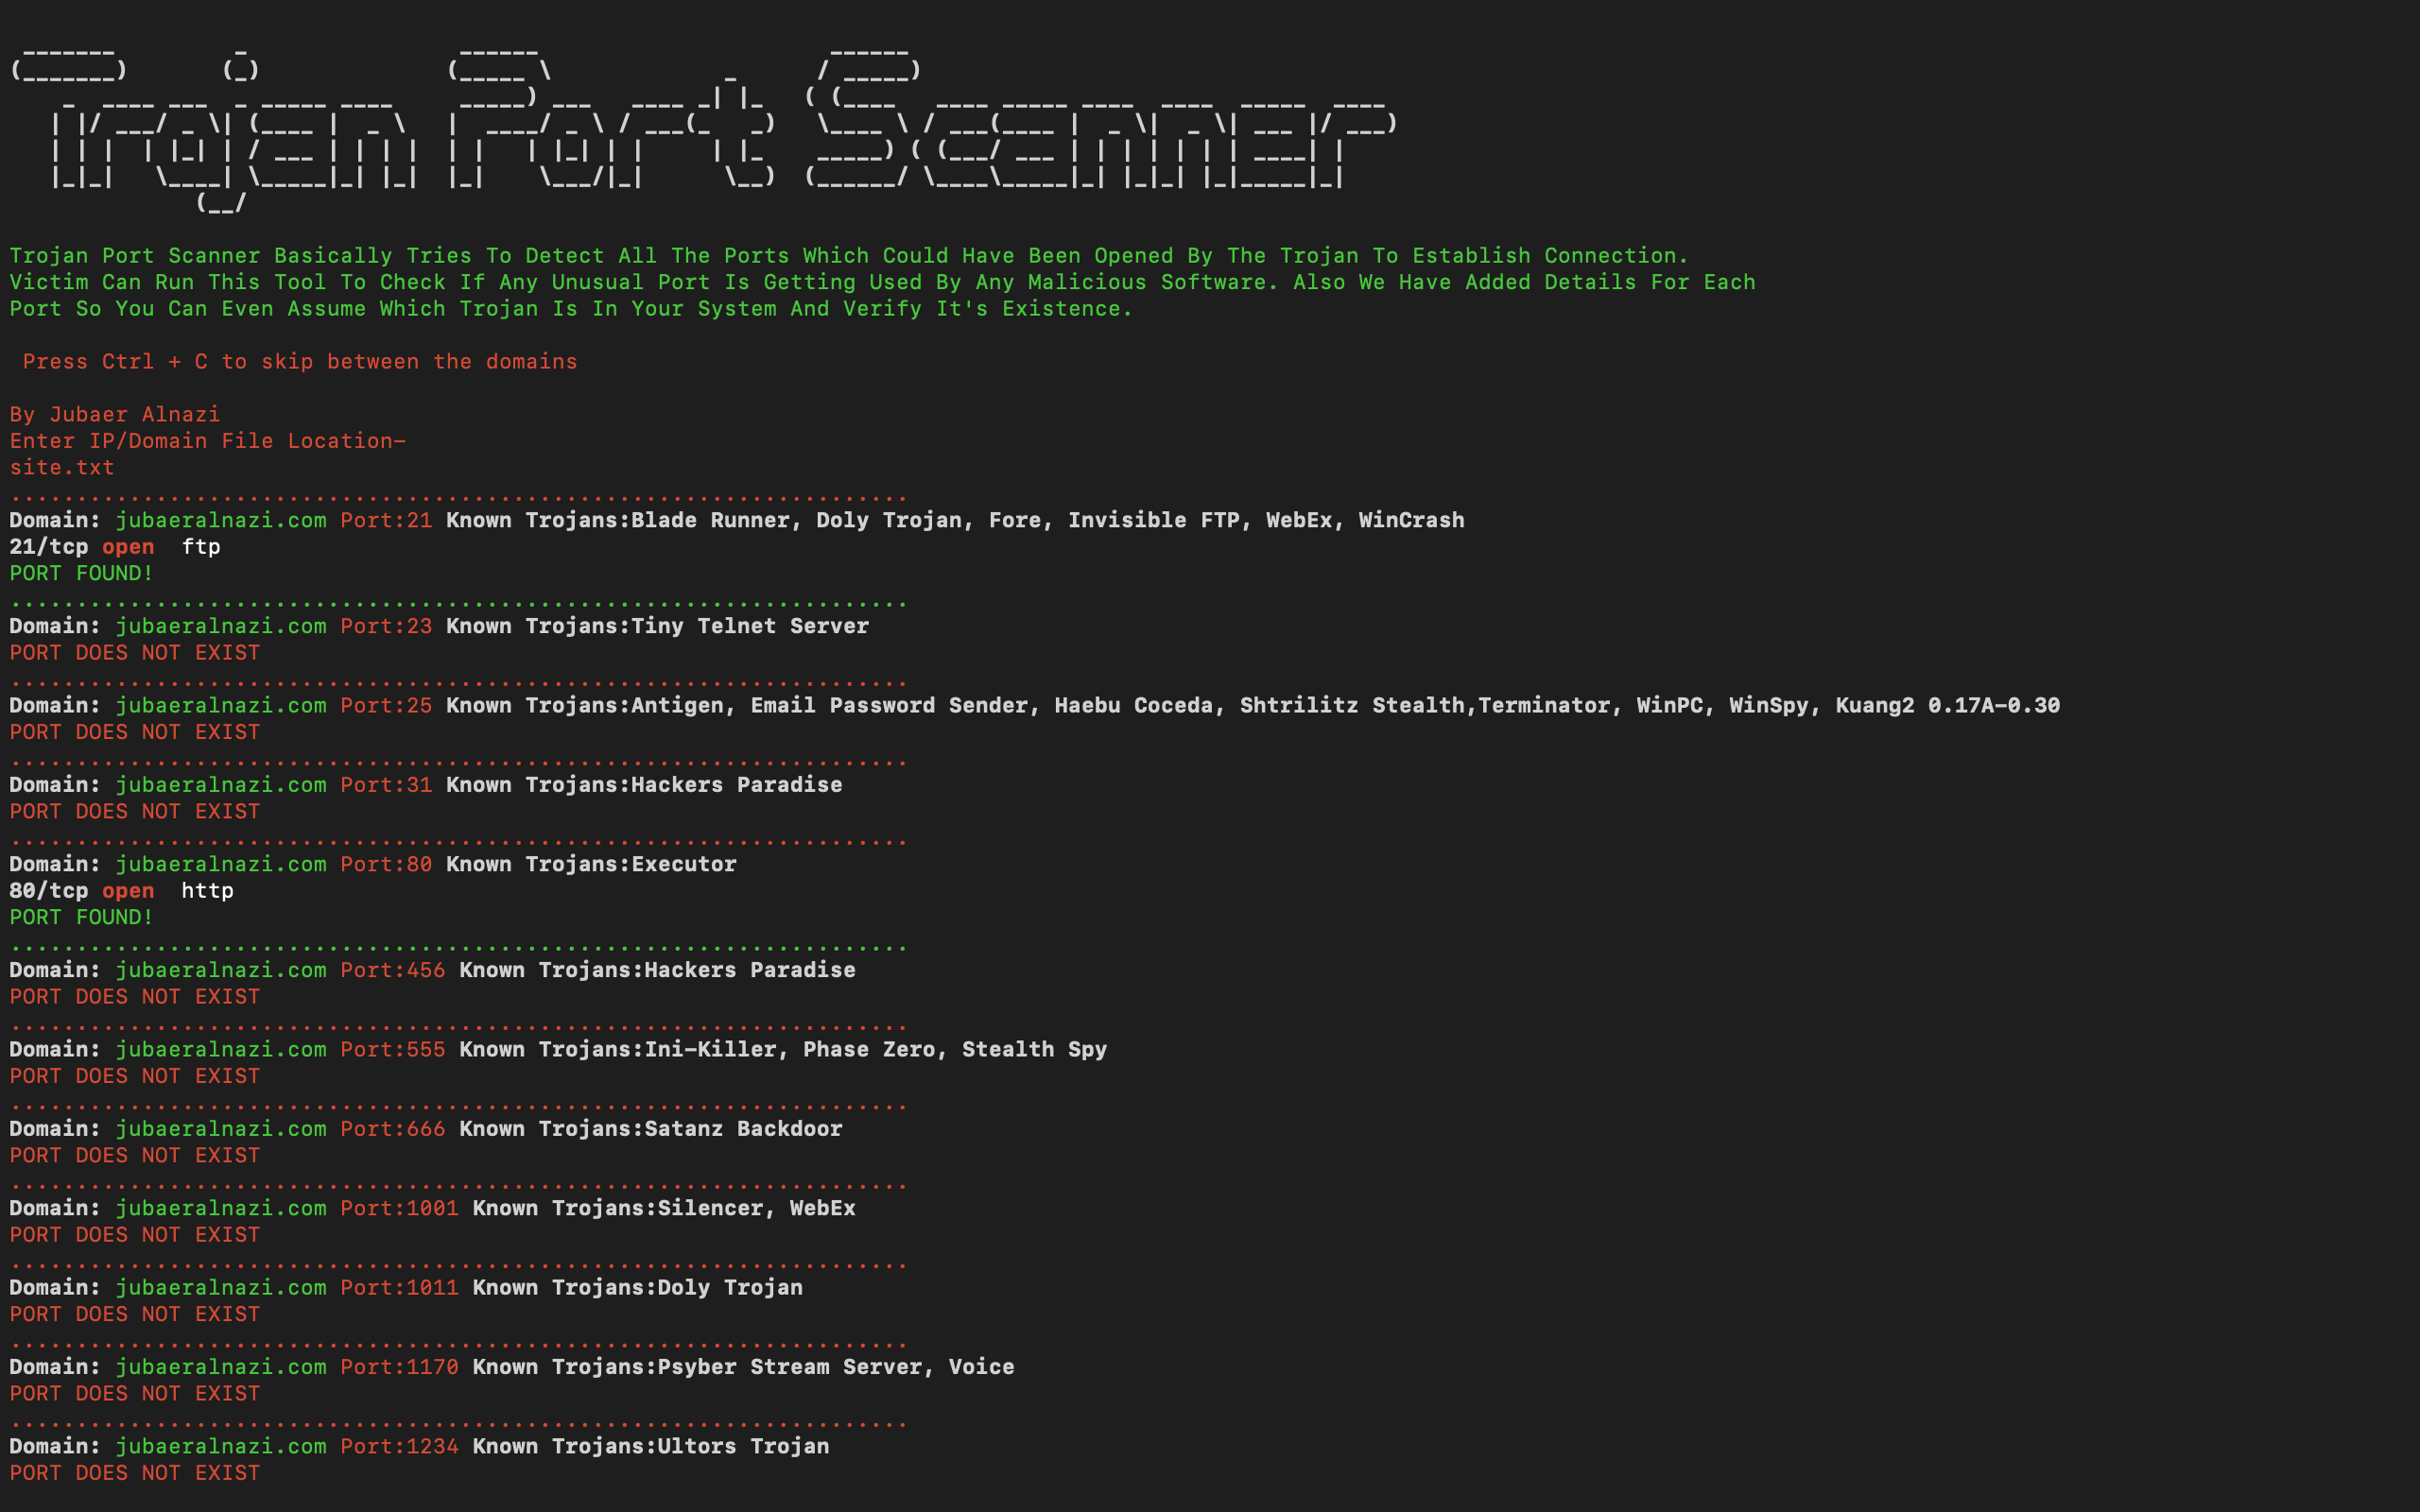 Trojan Port Scanner
Trojan Port Scanner Basically Tries To Detect All The Ports Which Could Have Been Opened By The Trojan To Establish Connection.
Victim Can Run This Tool To Check If Any Unusual Port Is Getting Used By Any Malicious Software. Also We Have Added Details For Each
Port So You Can Even Assume Which Trojan Is In Your System And Verify It's Existence.
Press Ctrl + C to skip between the domains
By Jubaer Alnazi
Enter IP/Domain File Location-
site.txt
....................................................................
Domain: jubaeralnazi.com Port:21 Known Trojans:Blade Runner, Doly Trojan, Fore, Invisible FTP, WebEx, WinCrash
21/tcp open  ftp
PORT FOUND!
....................................................................
Domain: jubaeralnazi.com Port:23 Known Trojans:Tiny Telnet Server
PORT DOES NOT EXIST
....................................................................
Domain: jubaeralnazi.com Port:25 Known Trojans:Antigen, Email Password Sender, Haebu Coceda, Shtrilitz Stealth,Terminator, WinPC, WinSpy, Kuang2 0.17A-0.30
PORT DOES NOT EXIST
....................................................................
Domain: jubaeralnazi.com Port:31 Known Trojans:Hackers Paradise
PORT DOES NOT EXIST
....................................................................
Domain: jubaeralnazi.com Port:80 Known Trojans:Executor
80/tcp open  http
PORT FOUND!
....................................................................
Domain: jubaeralnazi.com Port:456 Known Trojans:Hackers Paradise
PORT DOES NOT EXIST
....................................................................
Domain: jubaeralnazi.com Port:555 Known Trojans:Ini-Killer, Phase Zero, Stealth Spy
PORT DOES NOT EXIST
....................................................................
Domain: jubaeralnazi.com Port:666 Known Trojans:Satanz Backdoor
PORT DOES NOT EXIST
....................................................................
Domain: jubaeralnazi.com Port:1001 Known Trojans:Silencer, WebEx
PORT DOES NOT EXIST
....................................................................
Domain: jubaeralnazi.com Port:1011 Known Trojans:Doly Trojan
PORT DOES NOT EXIST
....................................................................
Domain: jubaeralnazi.com Port:1170 Known Trojans:Psyber Stream Server, Voice
PORT DOES NOT EXIST
....................................................................
Domain: jubaeralnazi.com Port:1234 Known Trojans:Ultors Trojan
PORT DOES NOT EXIST